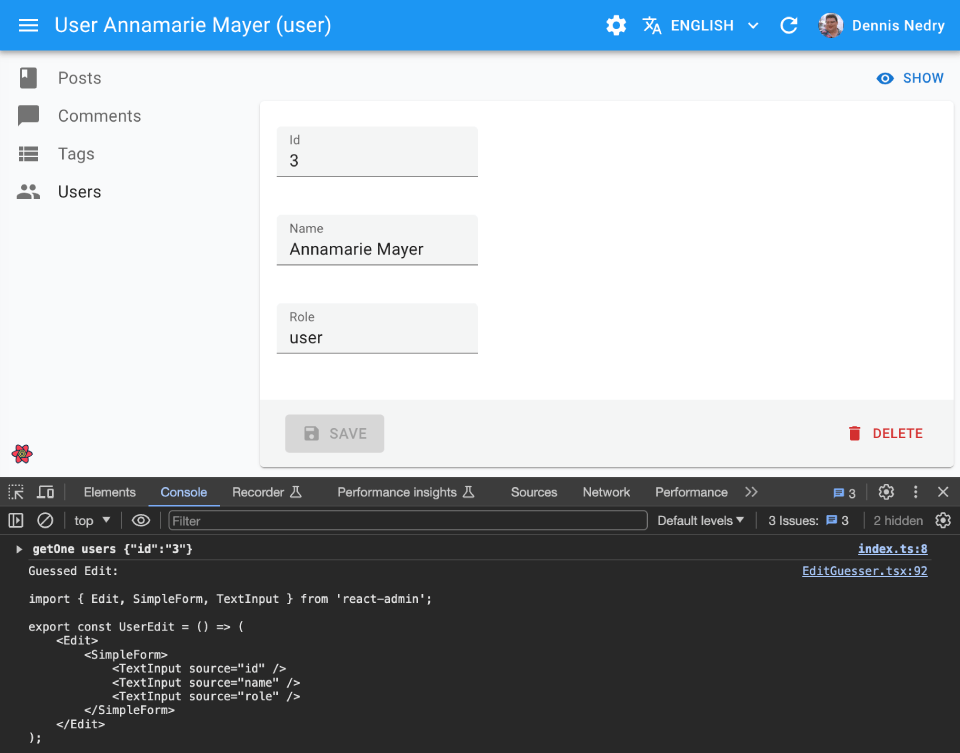 User Annamarie Mayer (user) ENGLISH Dennis Nedry
Posts
Comments
Tags
Users
SHOW
Id
3
Name
Annamarie Mayer
Role
user
SAVE DELETE
Elements Console Recorder Performance insights Sources Network Performance 3
top Filter Default levels 3 Issues: 3 2 hidden
getOne users {"id":"3"} index.ts:8
Guessed Edit: EditGuesser.tsx:92
import { Edit, SimpleForm, TextInput } from 'react-admin';
export const UserEdit = () => (
<Edit>
<SimpleForm>
<TextInput source="id" />
<TextInput source="name" />
<TextInput source="role" />
</SimpleForm>
</Edit>
);